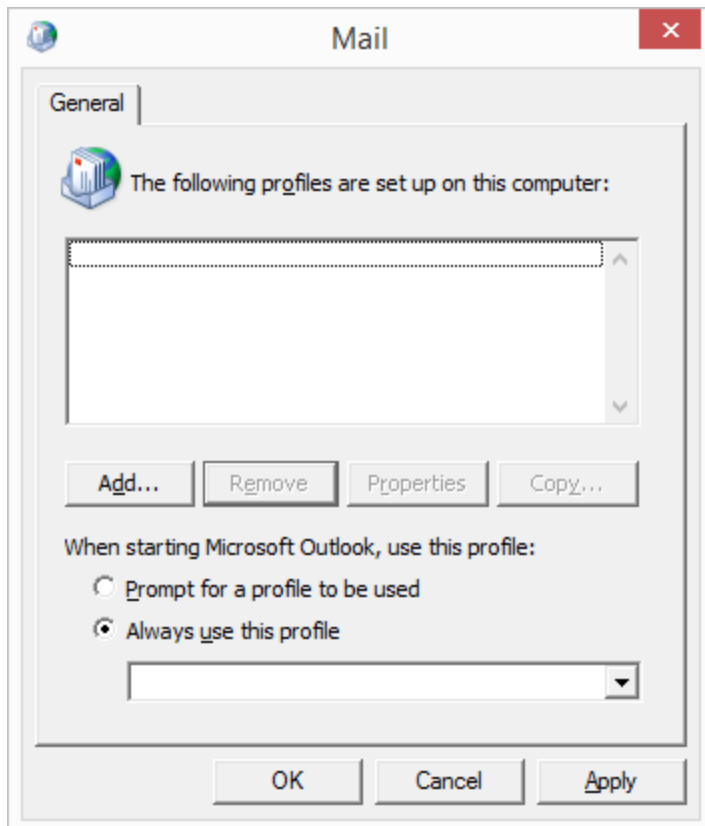 Mail
General
The following profiles are set up on this computer:
Add... Remove Properties Copy...
When starting Microsoft Outlook, use this profile:
Prompt for a profile to be used
Always use this profile
OK Cancel Apply